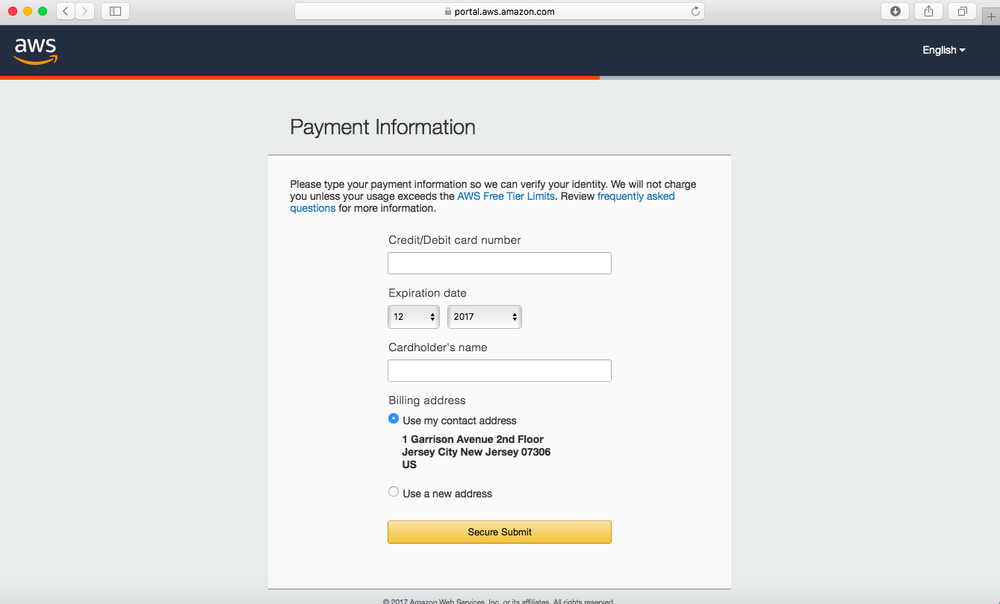 portal.aws.amazon.com
aws
English
Payment Information
Please type your payment information so we can verify your identity. We will not charge
you unless your usage exceeds the AWS Free Tier Limits. Review frequently asked
questions for more information.
Credit/Debit card number
Expiration date
12 2017
Cardholder's name
Billing address
Use my contact address
1 Garrison Avenue 2nd Floor
Jersey City New Jersey 07306
US
Use a new address
Secure Submit
© 2017 Amazon Web Services, Inc. or its affiliates. All rights reserved.